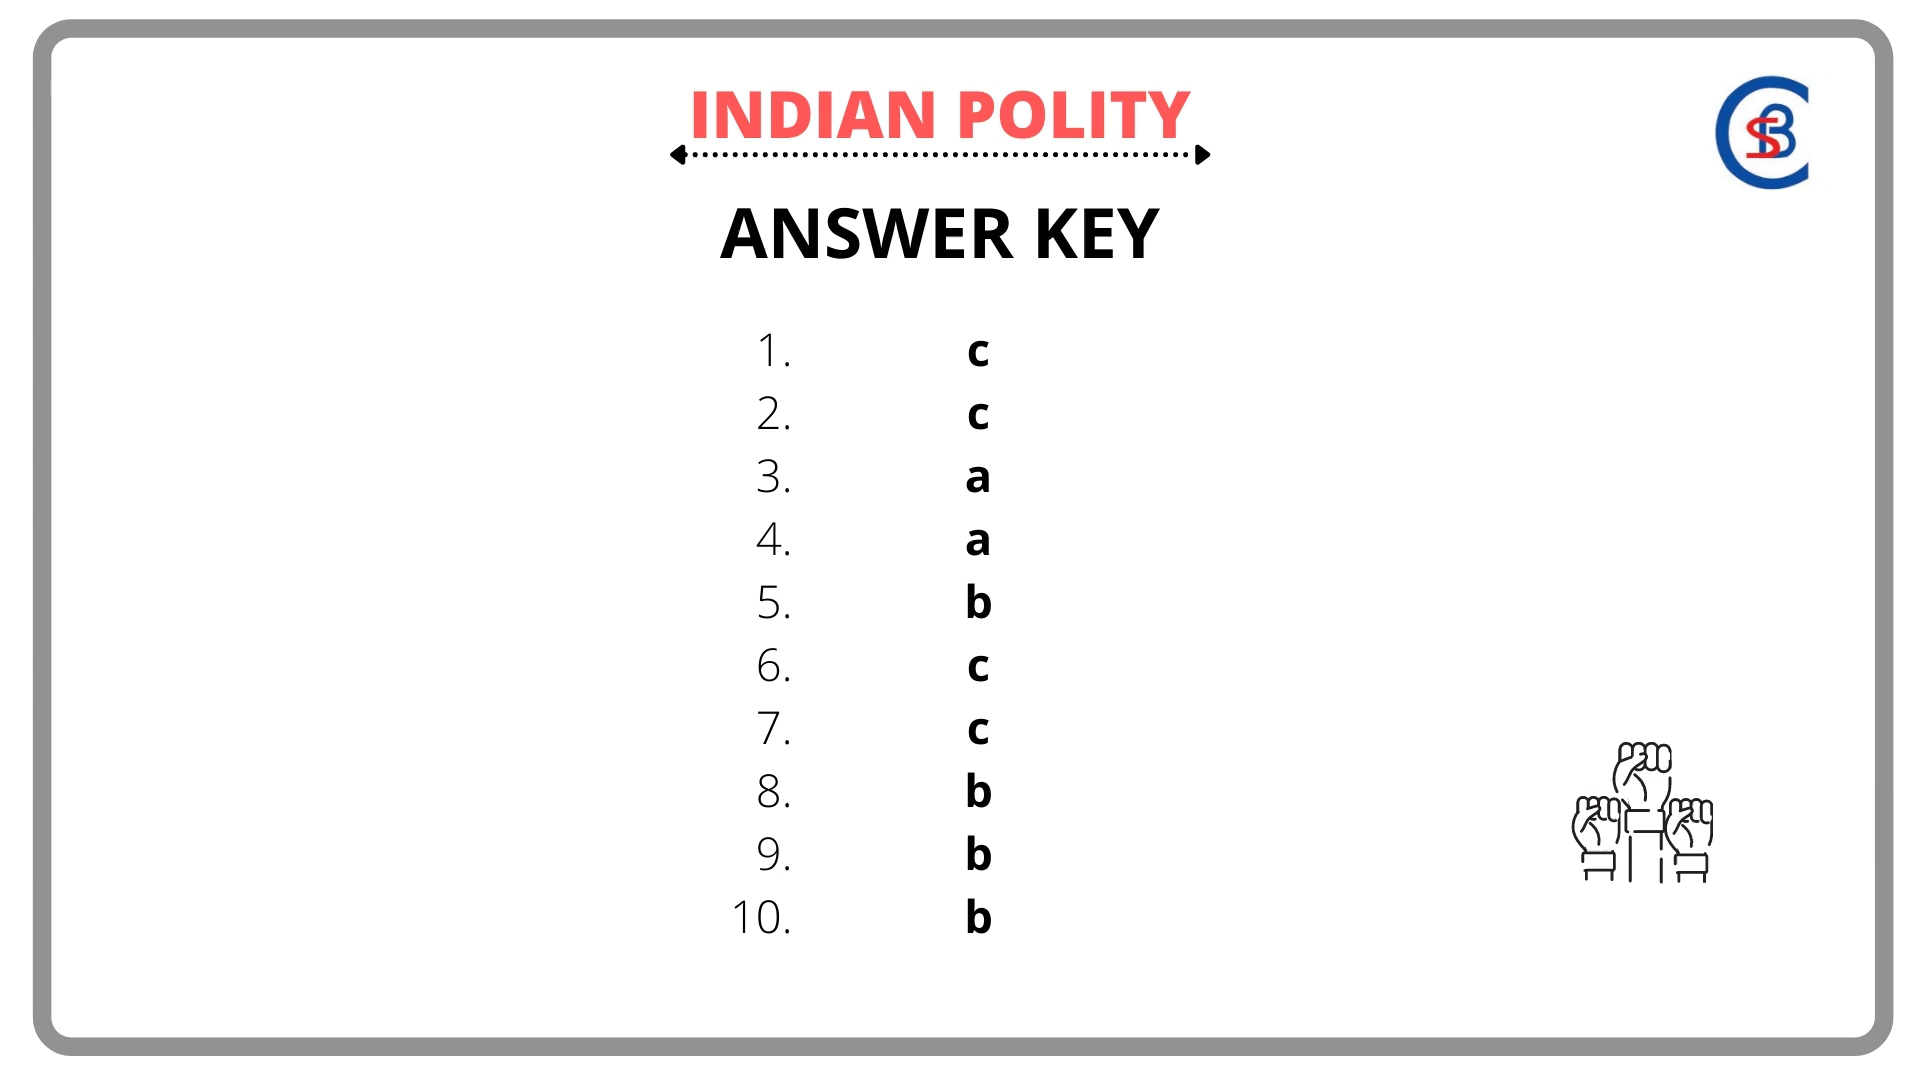 INDIAN POLITY
ANSWER KEY
1. c
2. c
3. a
4. a
5. b
6. c
7. c
8. b
9. b
10. b